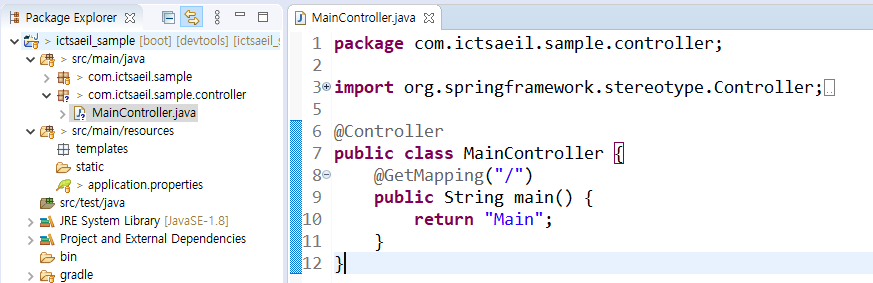 Package Explorer
ictsaeil_sample [boot] [devtools]
src/main/java
com.ictsaeil.sample
com.ictsaeil.sample.controller
MainController.java
src/main/resources
templates
static
application.properties
src/test/java
JRE System Library [JavaSE-1.8]
Project and External Dependencies
bin
gradle
MainController.java
1 package com.ictsaeil.sample.controller;
2
3 import org.springframework.stereotype.Controller;
5
6 @Controller
7 public class MainController {
8 @GetMapping("/")
9 public String main() {
10 return "Main";
11 }
12 }